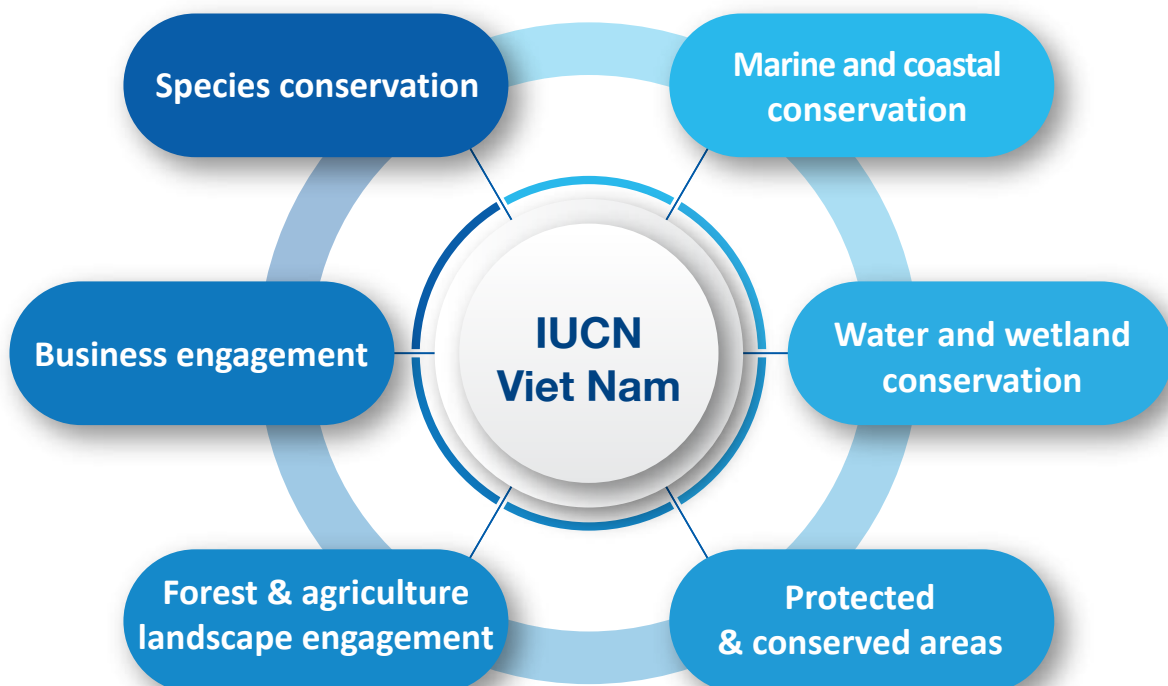 Species conservation
Marine and coastal
conservation
Business engagement
IUCN
Viet Nam
Water and wetland
conservation
Forest & agriculture
landscape engagement
Protected
& conserved areas